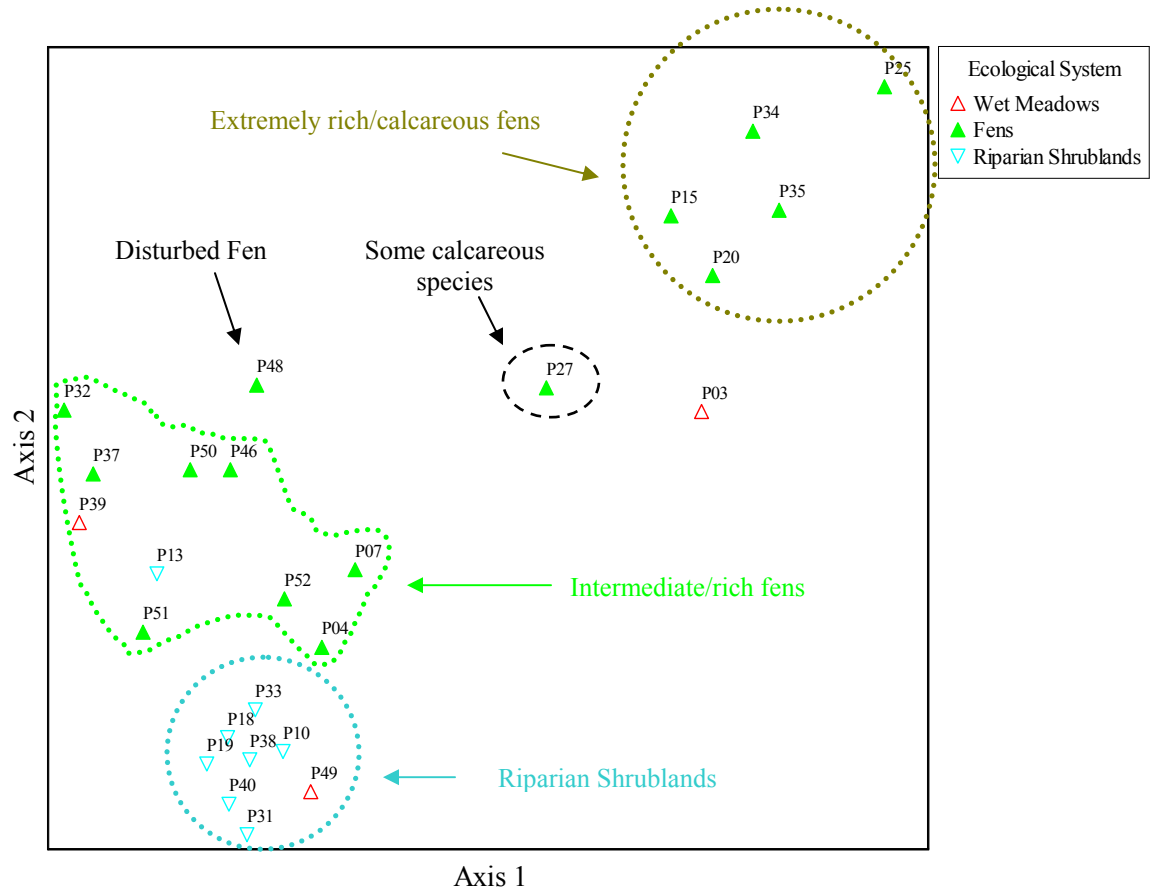 P25
Ecological System
Wet Meadows
Fens
Riparian Shrublands
Extremely rich/calcareous fens
P34
P15
P35
P20
Disturbed Fen
Some calcareous
species
P48
P27
P03
P32
P37
P50
P46
P39
P13
P07
P52
P51
P04
Intermediate/rich fens
P33
P18
P19
P38
P10
P49
P40
P31
Riparian Shrublands
Axis 2
Axis 1